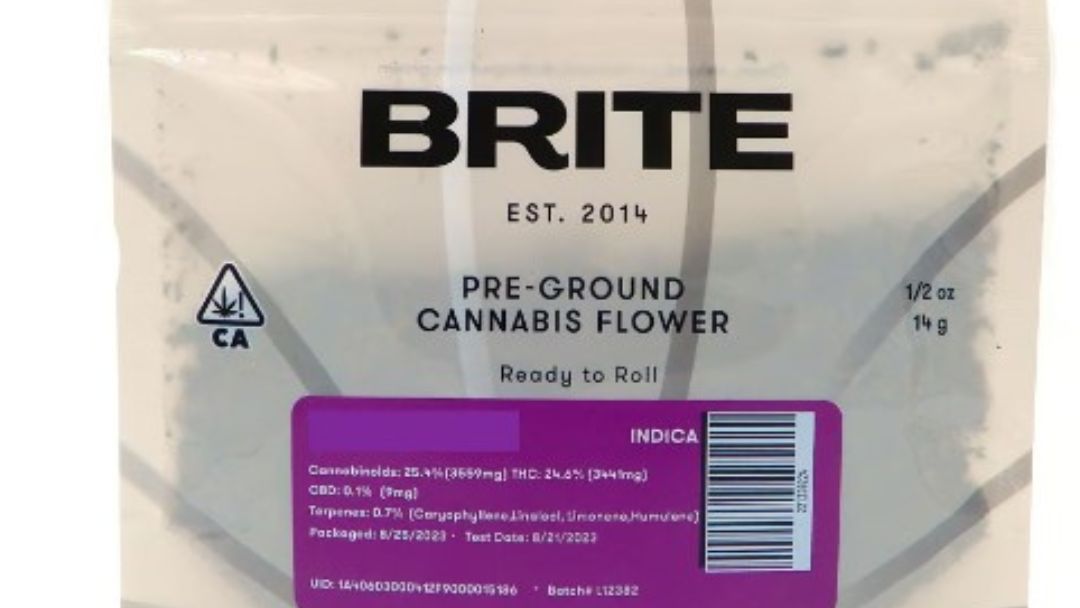 BRITE
EST. 2014
PRE-GROUND
CANNABIS FLOWER
1/2 oz
14 g
CA
Ready to Roll
INDICA
Cannabinoids: 25.4% (3559mg) THC: 24.6% (3441mg)
CBD: 0.1% (9mg)
Terpenes: 0.7% (Caryophyllene,Linalool, Limonene,Humulene)
Packaged: 8/25/2023 · Test Date: 8/21/2023
UID: 1A40603000412F9000015186 · Batch# L12382